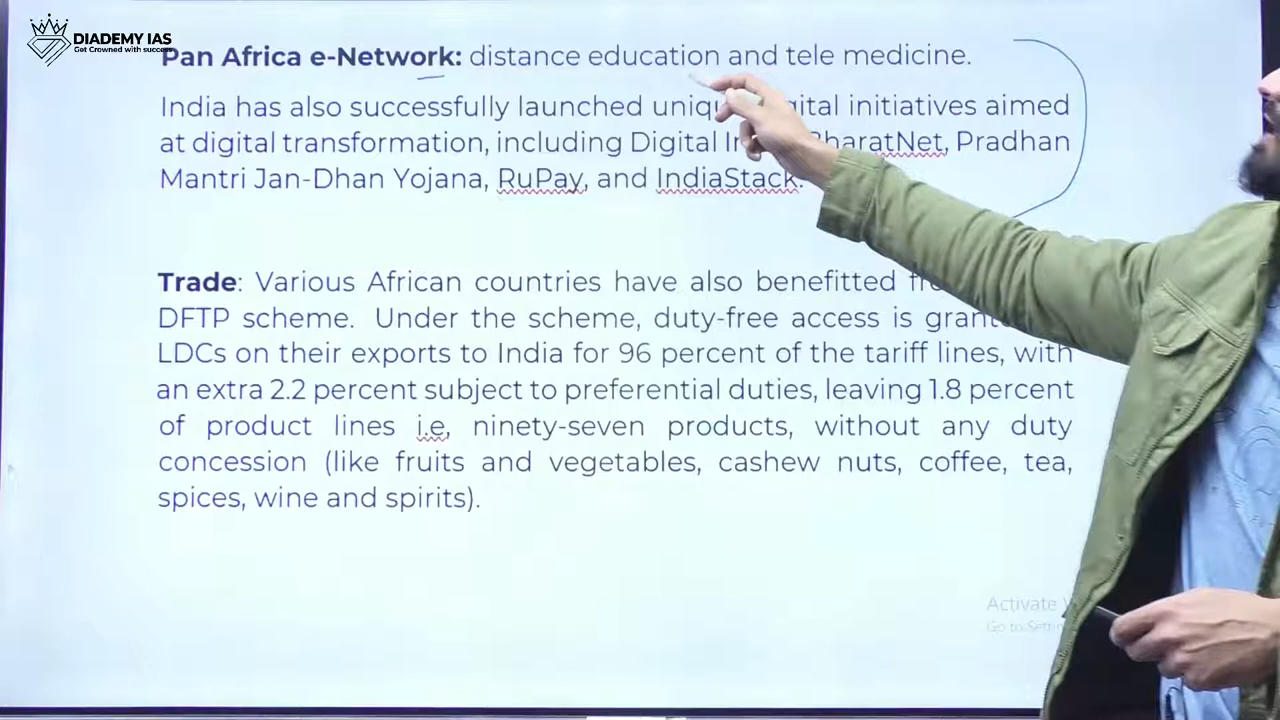 DIADEMY IAS
Get Crowned with success
Pan Africa e-Network: distance education and tele medicine.
India has also successfully launched initiatives aimed
at digital transformation, including Digital BharatNet, Pradhan
Mantri Jan-Dhan Yojana, RuPay, and IndiaStack.
Trade: Various African countries have also benefitted
DFTP scheme. Under the scheme, duty-free access is
LDCs on their exports to India for 96 percent of the tariff lines, with
an extra 2.2 percent subject to preferential duties, leaving 1.8 percent
of product lines i.e, ninety-seven products, without any duty
concession (like fruits and vegetables, cashew nuts, coffee, tea,
spices, wine and spirits).
Activate
Go to